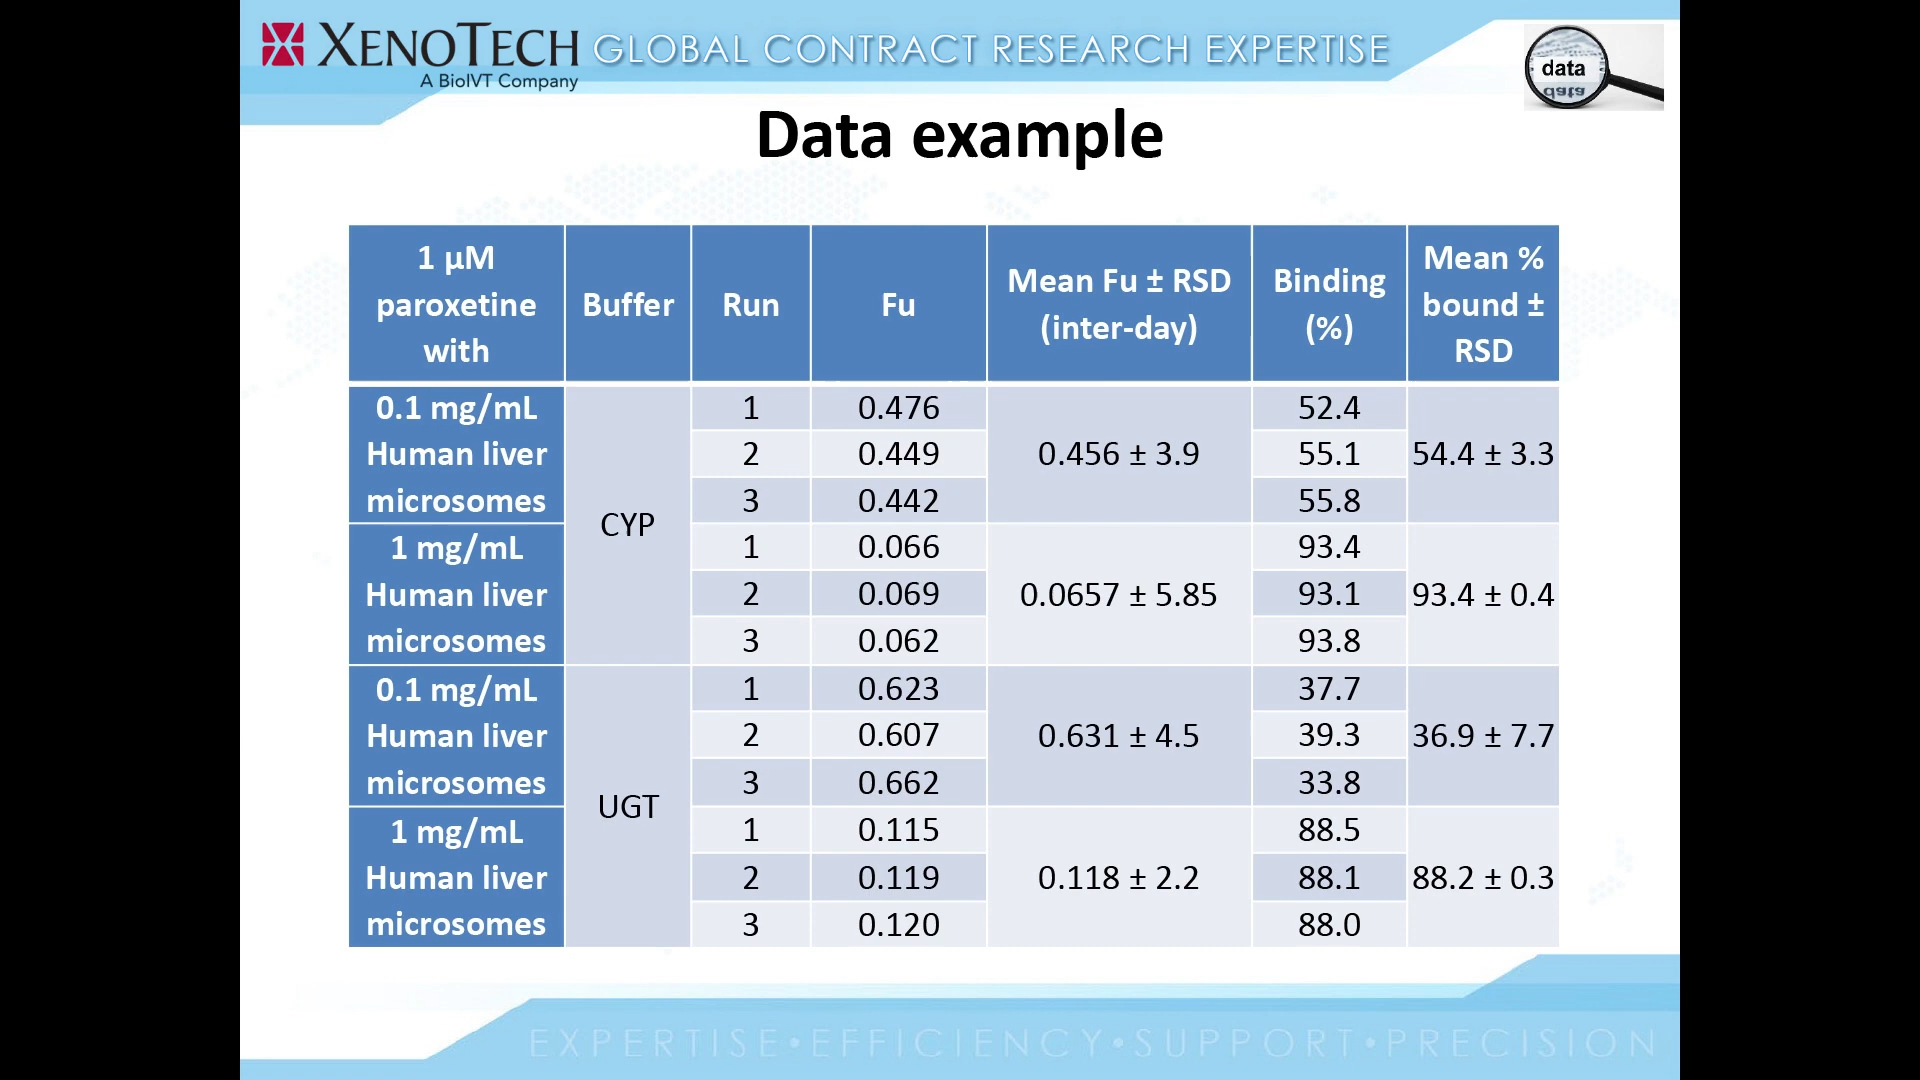 XENOTECH GLOBAL CONTRACT RESEARCH EXPERTISE
A BioIVT Company
data
data
Data example
1 µM paroxetine with Buffer Run Fu Mean Fu ± RSD (inter-day) Binding (%) Mean % bound ± RSD
0.1 mg/mL Human liver microsomes CYP 1 0.476 0.456 ± 3.9 52.4 54.4 ± 3.3
2 0.449 55.1
3 0.442 55.8
1 mg/mL Human liver microsomes 1 0.066 0.0657 ± 5.85 93.4 93.4 ± 0.4
2 0.069 93.1
3 0.062 93.8
0.1 mg/mL Human liver microsomes UGT 1 0.623 0.631 ± 4.5 37.7 36.9 ± 7.7
2 0.607 39.3
3 0.662 33.8
1 mg/mL Human liver microsomes 1 0.115 0.118 ± 2.2 88.5 88.2 ± 0.3
2 0.119 88.1
3 0.120 88.0
EXPERTISE•EFFICIENCY•SUPPORT•PRECISION